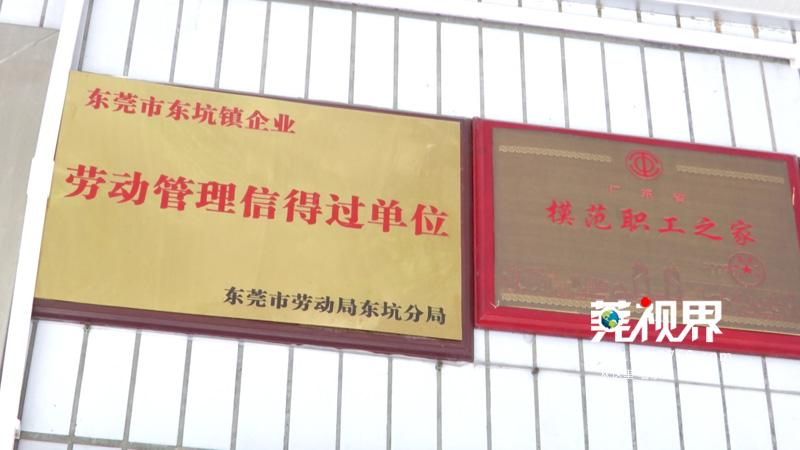 东莞市东坑镇企业
劳动管理信得过单位
东莞市劳动局东坑分局
广东省
模范职工之家
莞视界